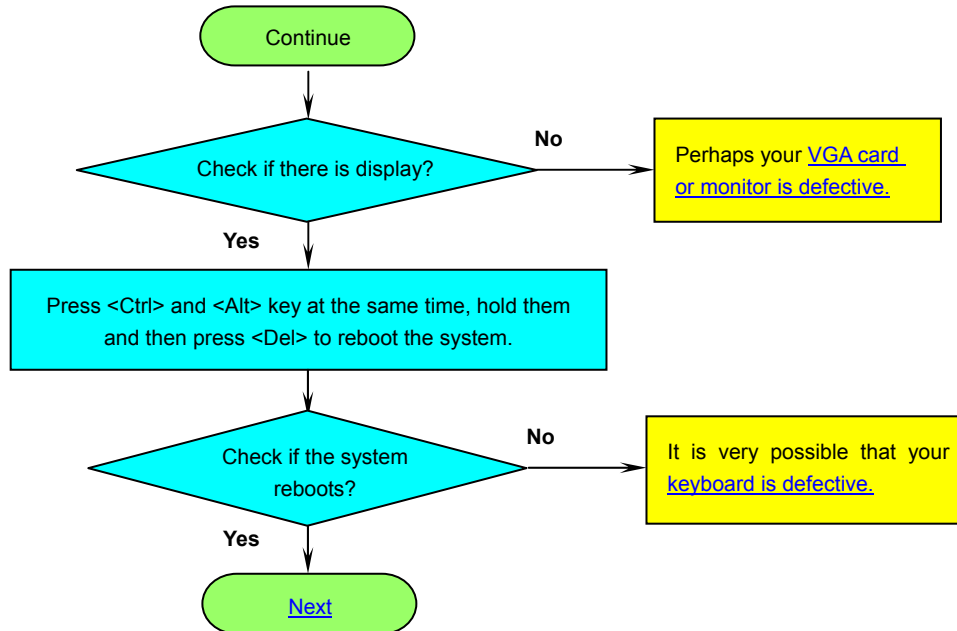 Continue
Check if there is display?
No
Perhaps your VGA card
or monitor is defective.
Yes
Press <Ctrl> and <Alt> key at the same time, hold them
and then press <Del> to reboot the system.
Check if the system
reboots?
No
It is very possible that your
keyboard is defective.
Yes
Next